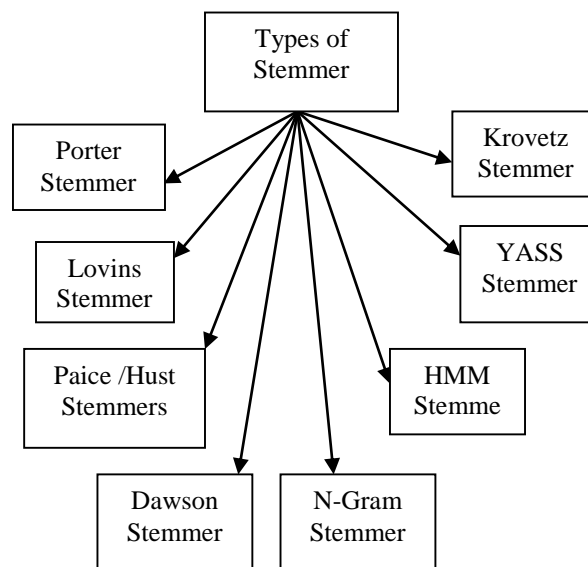 Types of
Stemmer
Porter
Stemmer
Krovetz
Stemmer
Lovins
Stemmer
YASS
Stemmer
Paice /Hust
Stemmers
HMM
Stemme
Dawson
Stemmer
N-Gram
Stemmer